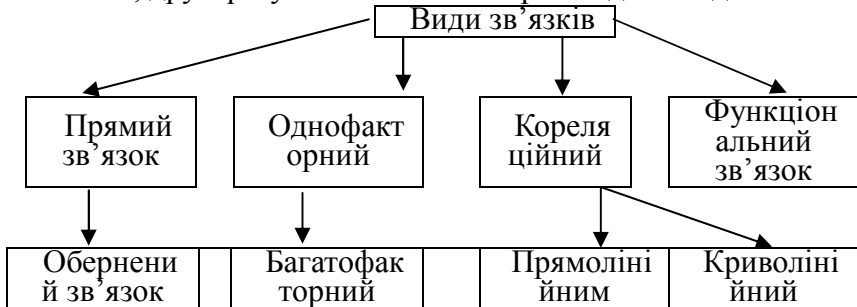 Види зв’язків
Прямий
зв’язок
Однофакт
орний
Кореля
ційний
Функціон
альний
зв’язок
Обернени
й зв’язок
Багатофак
торний
Прямоліні
йним
Криволіні
йний